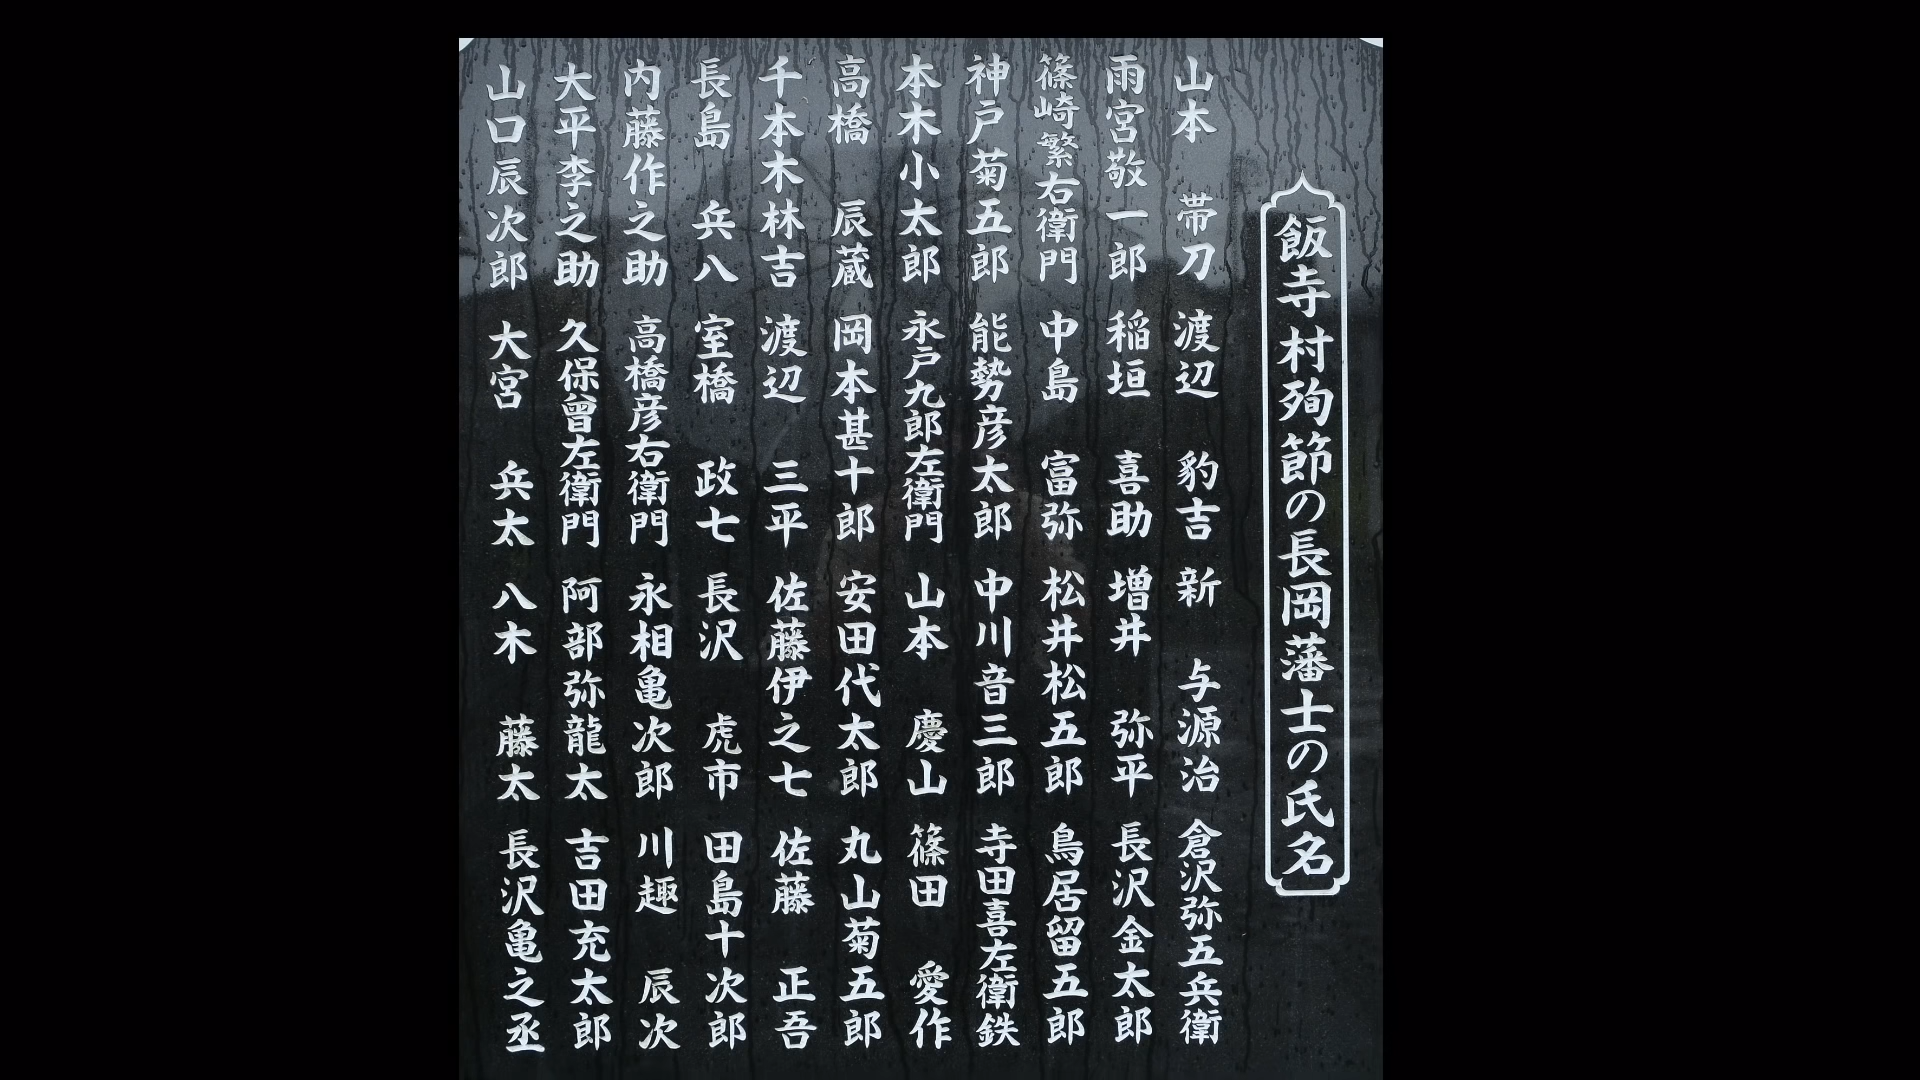 飯寺村殉節の長岡藩士の氏名
山本 帯刀 渡辺 豹吉 新 与源治 倉沢弥五兵衛
雨宮敬一郎 稲垣 喜助 増井 弥平 長沢金太郎
篠崎繁右衛門 中島 富弥 松井松五郎 鳥居留五郎
神戸菊五郎 能勢彦太郎 中川音三郎 寺田喜左衛鉄
本木小太郎 永戸九郎左衛門 山本 慶山 篠田 愛作
高橋 辰蔵 岡本甚十郎 安田代太郎 丸山菊五郎
千本木林吉 渡辺 三平 佐藤伊之七 佐藤 正吾
長島 兵八 室橋 政七 長沢 虎市 田島十次郎
内藤作之助 高橋彦右衛門 永相亀次郎 川趣 辰次
大平李之助 久保曾左衛門 阿部弥龍太 吉田充太郎
山口辰次郎 大宮 兵太 八木 藤太 長沢亀之丞